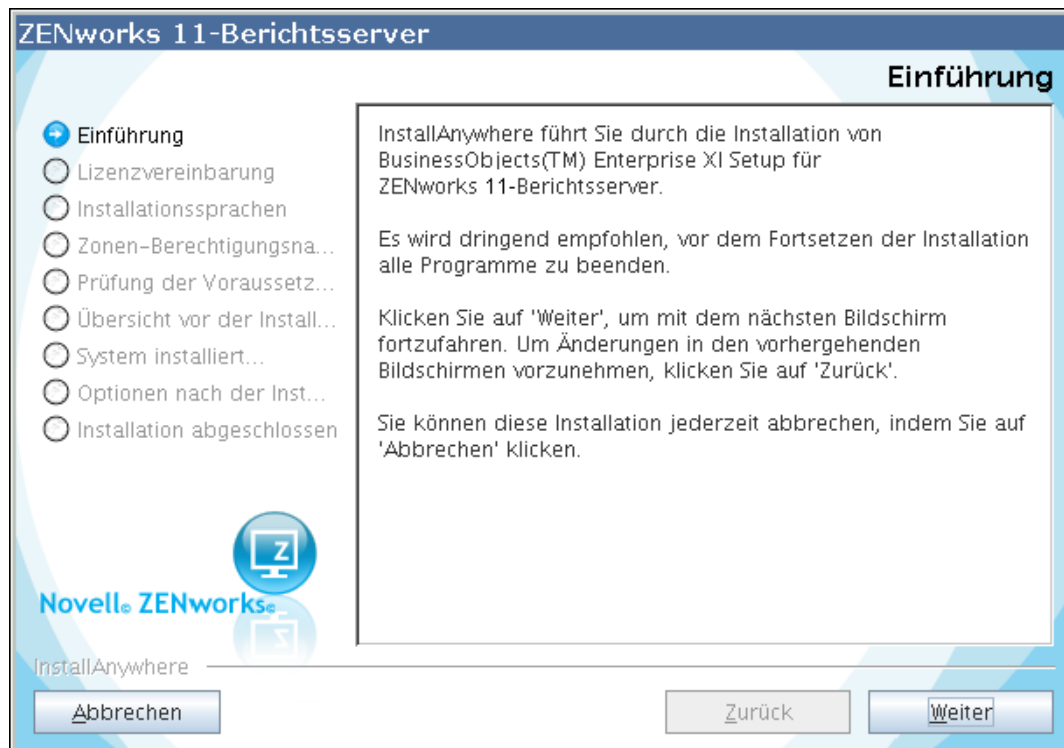 ZENworks 11-Berichtsserver
Einführung
Einführung
Lizenzvereinbarung
Installationssprachen
Zonen-Berechtigungsna...
Prüfung der Voraussetz...
Übersicht vor der Install...
System installiert...
Optionen nach der Inst...
Installation abgeschlossen
InstallAnywhere führt Sie durch die Installation von
BusinessObjects(TM) Enterprise XI Setup für
ZENworks 11-Berichtsserver.
Es wird dringend empfohlen, vor dem Fortsetzen der Installation
alle Programme zu beenden.
Klicken Sie auf 'Weiter', um mit dem nächsten Bildschirm
fortzufahren. Um Änderungen in den vorhergehenden
Bildschirmen vorzunehmen, klicken Sie auf 'Zurück'.
Sie können diese Installation jederzeit abbrechen, indem Sie auf
'Abbrechen' klicken.
Z
Novell® ZENworks®
InstallAnywhere
Abbrechen
Zurück
Weiter